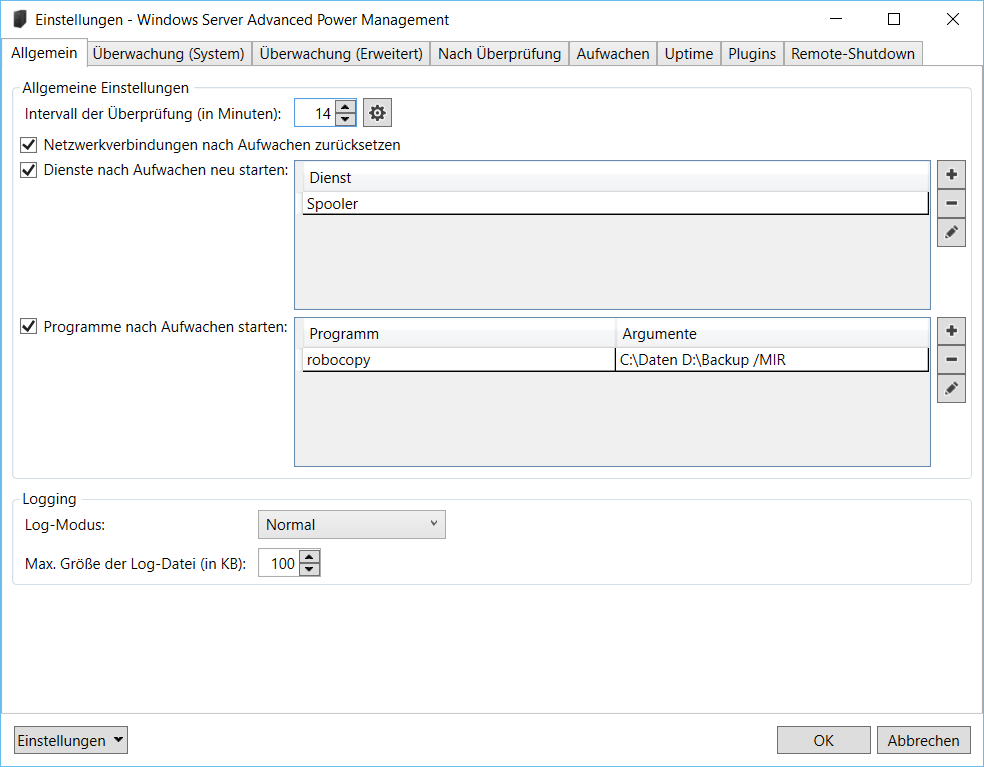 Einstellungen - Windows Server Advanced Power Management
Allgemein Überwachung (System) Überwachung (Erweitert) Nach Überprüfung Aufwachen Uptime Plugins Remote-Shutdown
Allgemeine Einstellungen
Intervall der Überprüfung (in Minuten): 14
Netzwerkverbindungen nach Aufwachen zurücksetzen
Dienste nach Aufwachen neu starten: Dienst
Spooler
Programme nach Aufwachen starten: Programm Argumente
robocopy C:\Daten D:\Backup /MIR
Logging
Log-Modus: Normal
Max. Größe der Log-Datei (in KB): 100
Einstellungen OK Abbrechen